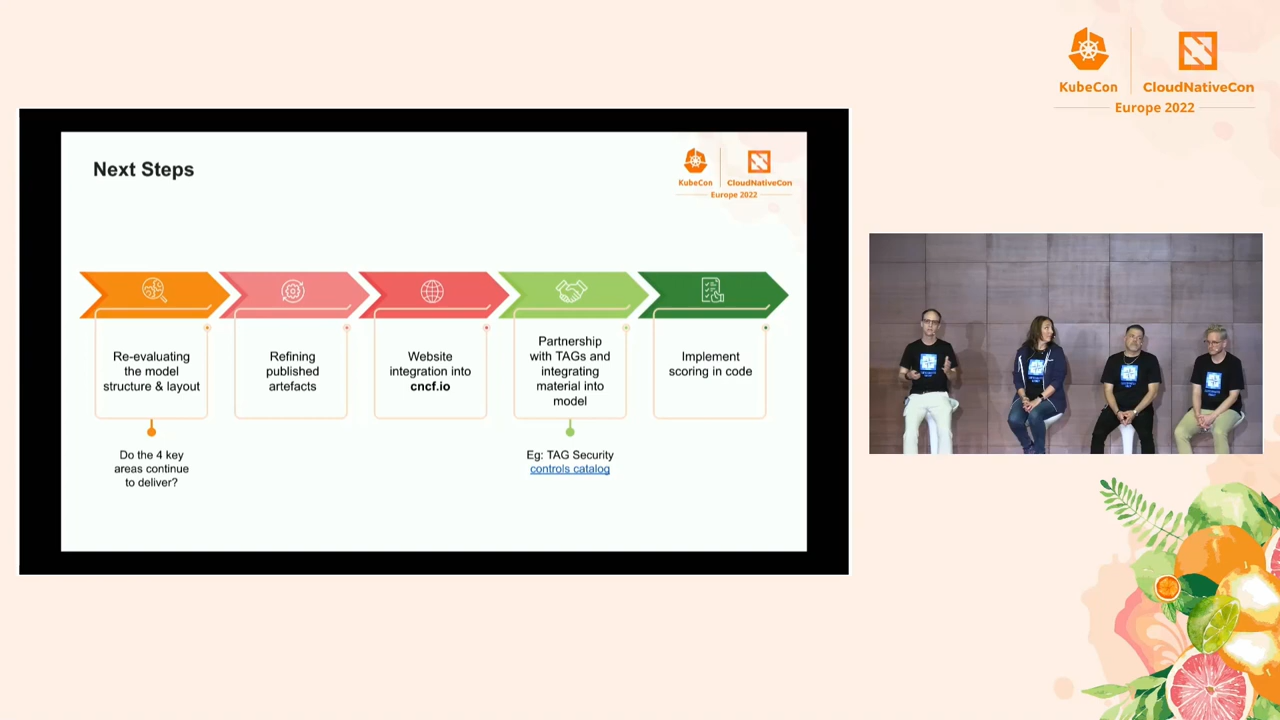 KubeCon
CloudNativeCon
Europe 2022
Next Steps
KubeCon
CloudNativeCon
Europe 2022
Re-evaluating
the model
structure & layout
Refining
published
artefacts
Website
integration into
cncf.io
Partnership
with TAGs and
integrating
material into
model
Implement
scoring in code
Do the 4 key
areas continue
to deliver?
Eg: TAG Security
controls catalog